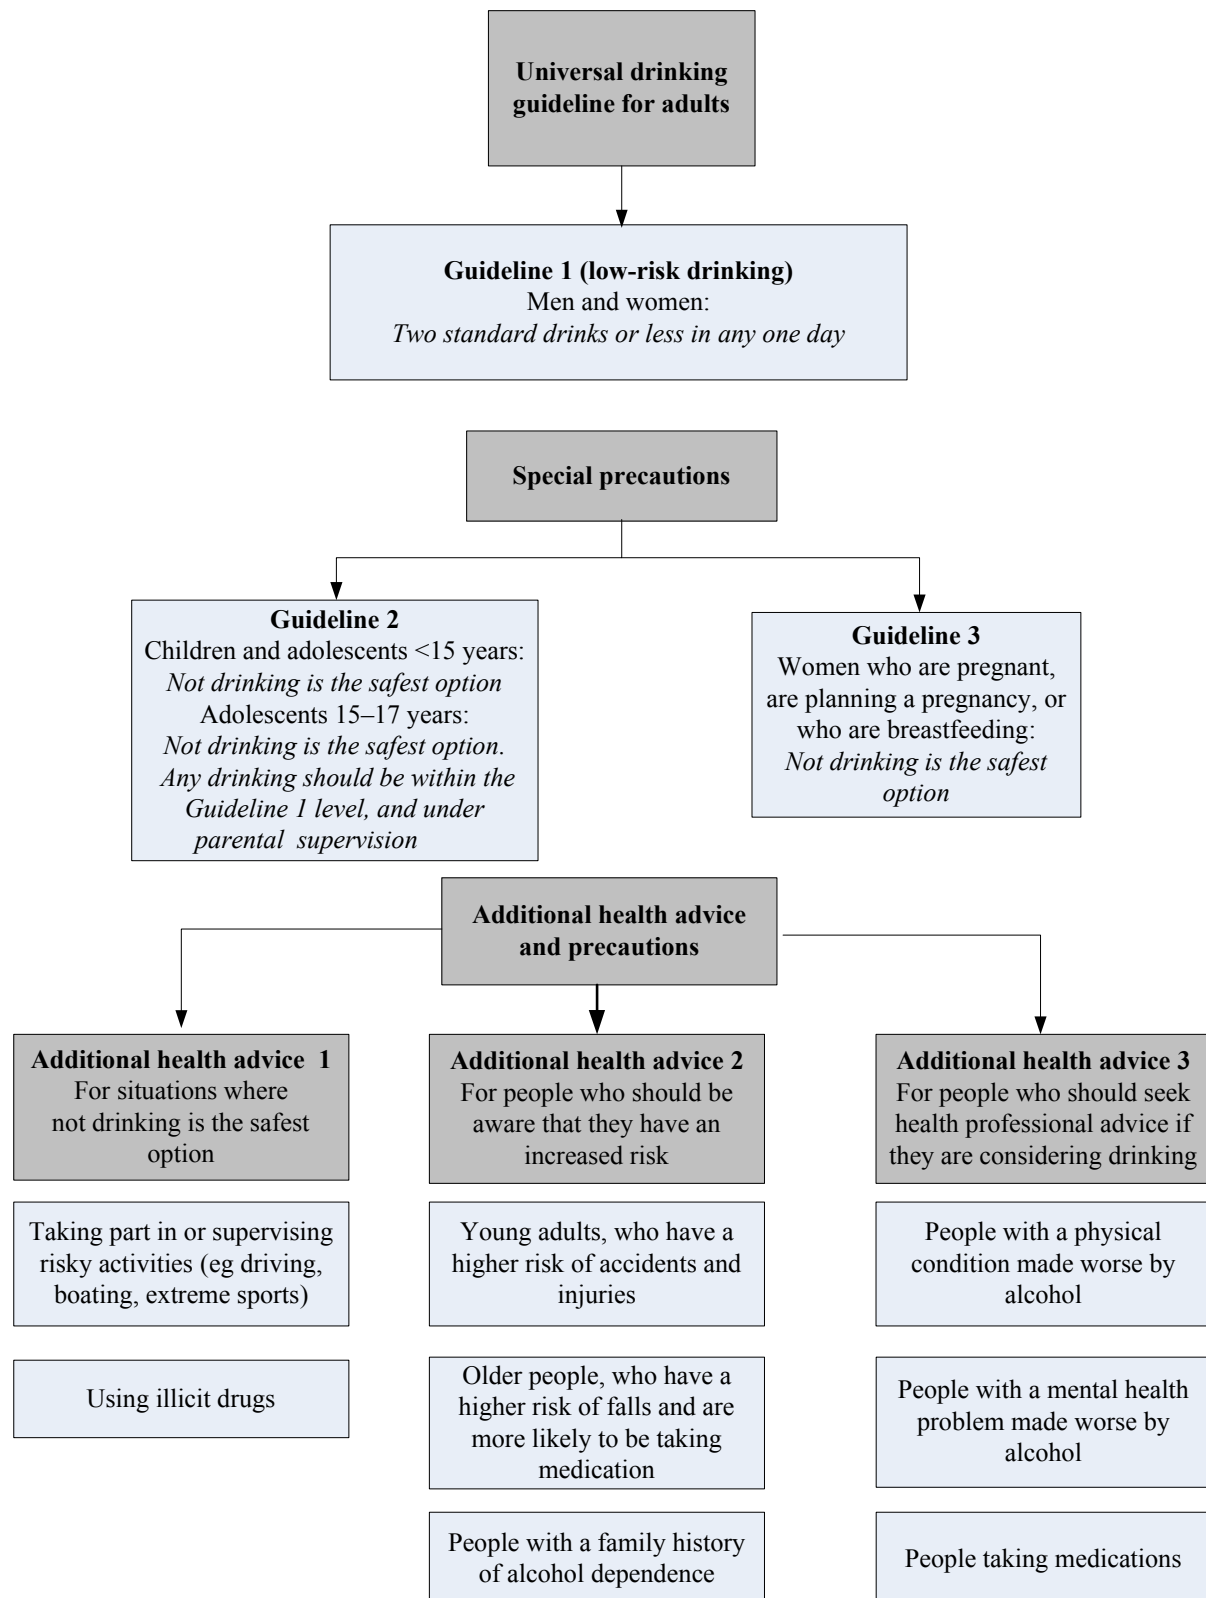 Universal drinking
guideline for adults
Guideline 1 (low-risk drinking)
Men and women:
Two standard drinks or less in any one day
Special precautions
Guideline 2
Children and adolescents <15 years:
Not drinking is the safest option
Adolescents 15–17 years:
Not drinking is the safest option.
Any drinking should be within the
Guideline 1 level, and under
parental supervision
Guideline 3
Women who are pregnant,
are planning a pregnancy, or
who are breastfeeding:
Not drinking is the safest
option
Additional health advice
and precautions
Additional health advice 1
For situations where
not drinking is the safest
option
Taking part in or supervising
risky activities (eg driving,
boating, extreme sports)
Using illicit drugs
Additional health advice 2
For people who should be
aware that they have an
increased risk
Young adults, who have a
higher risk of accidents and
injuries
Older people, who have a
higher risk of falls and are
more likely to be taking
medication
People with a family history
of alcohol dependence
Additional health advice 3
For people who should seek
health professional advice if
they are considering drinking
People with a physical
condition made worse by
alcohol
People with a mental health
problem made worse by
alcohol
People taking medications